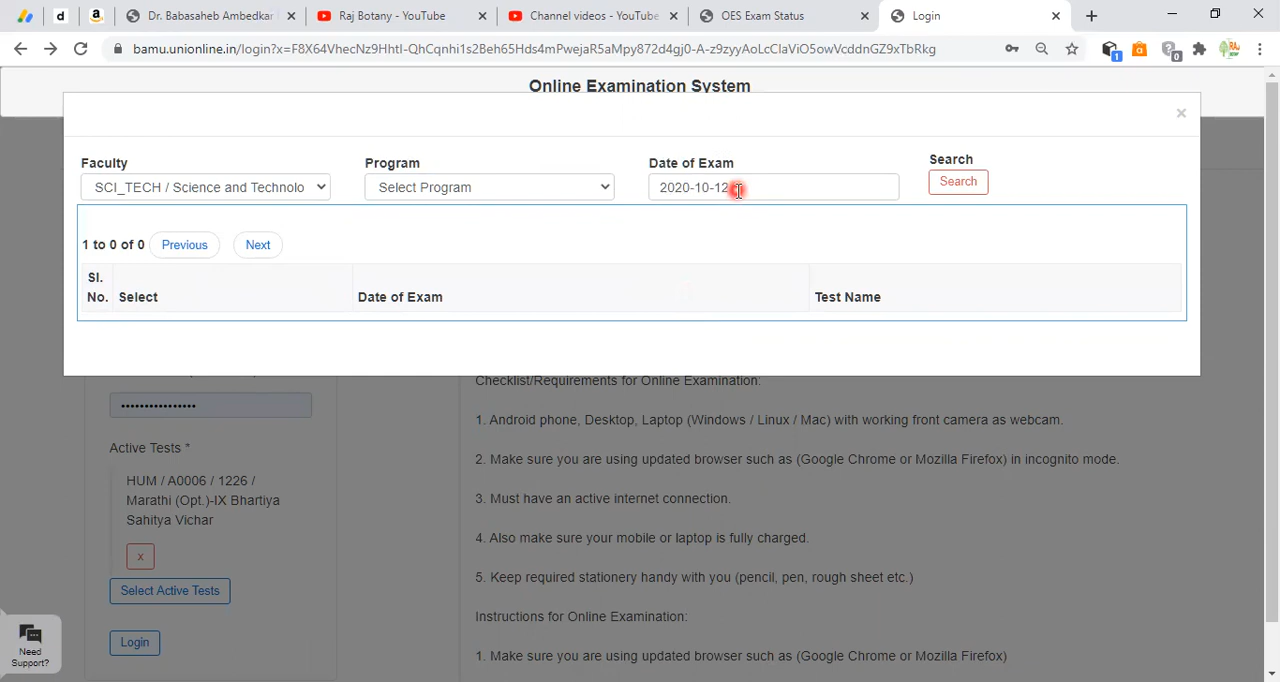 Dr. Babasaheb Ambedkar
Raj Botany - YouTube
Channel videos - YouTube
OES Exam Status
Login
Online Examination System
Faculty
Program
Date of Exam
Search
SCI_TECH / Science and Technolo
Select Program
2020-10-12
Search
1 to 0 of 0
Previous
Next
Sl. No.
Select
Date of Exam
Test Name
Active Tests *
HUM / A0006 / 1226 /
Marathi (Opt.)-IX Bhartiya
Sahitya Vichar
x
Select Active Tests
Login
Need
Support?
Checklist/Requirements for Online Examination:
1. Android phone, Desktop, Laptop (Windows / Linux / Mac) with working front camera as webcam.
2. Make sure you are using updated browser such as (Google Chrome or Mozilla Firefox) in incognito mode.
3. Must have an active internet connection.
4. Also make sure your mobile or laptop is fully charged.
5. Keep required stationery handy with you (pencil, pen, rough sheet etc.)
Instructions for Online Examination:
1. Make sure you are using updated browser such as (Google Chrome or Mozilla Firefox)